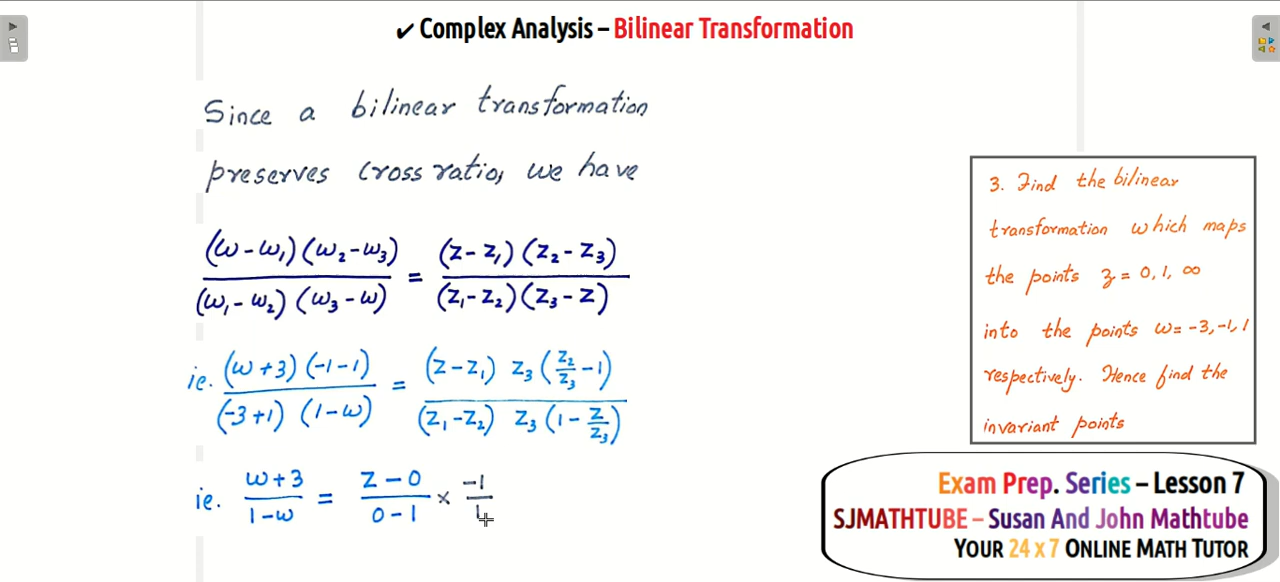 ✔ Complex Analysis – Bilinear Transformation
Since a bilinear transformation
preserves cross ratio, we have
(ω - ω₁) (ω₂ - ω₃) / (ω₁ - ω₂) (ω₃ - ω) = (z - z₁) (z₂ - z₃) / (z₁ - z₂) (z₃ - z)
ie. (ω + 3) (-1 - 1) / (-3 + 1) (1 - ω) = (z - z₁) z₃ (z₂/z₃ - 1) / (z₁ - z₂) z₃ (1 - z/z₃)
ie. ω + 3 / 1 - ω = z - 0 / 0 - 1 × -1 / 1
3. Find the bilinear
transformation which maps
the points z = 0, 1, ∞
into the points ω = -3, -1, 1
respectively. Hence find the
invariant points
Exam Prep. Series – Lesson 7
SJMATHTUBE – Susan And John Mathtube
YOUR 24 x 7 ONLINE MATH TUTOR